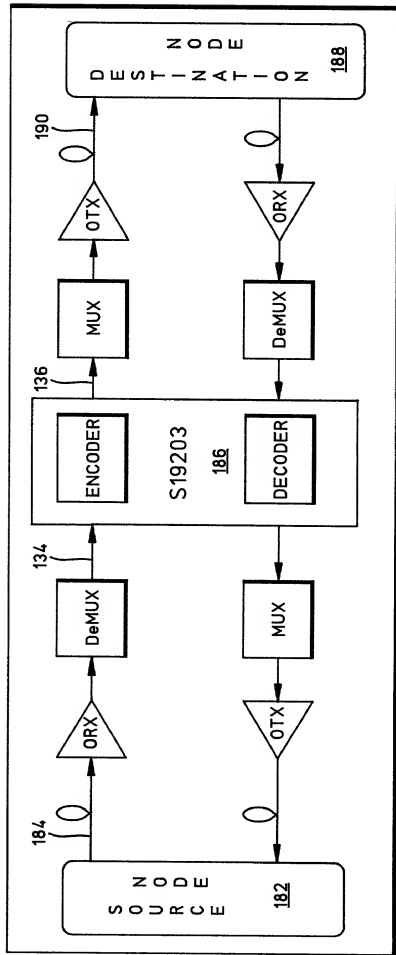 184
ORX
DeMUX
134
ENCODER
136
MUX
OTX
190
NODE
SOURCE
182
S19203
186
NODE
DESTINATION
188
OTX
MUX
DECODER
DeMUX
ORX